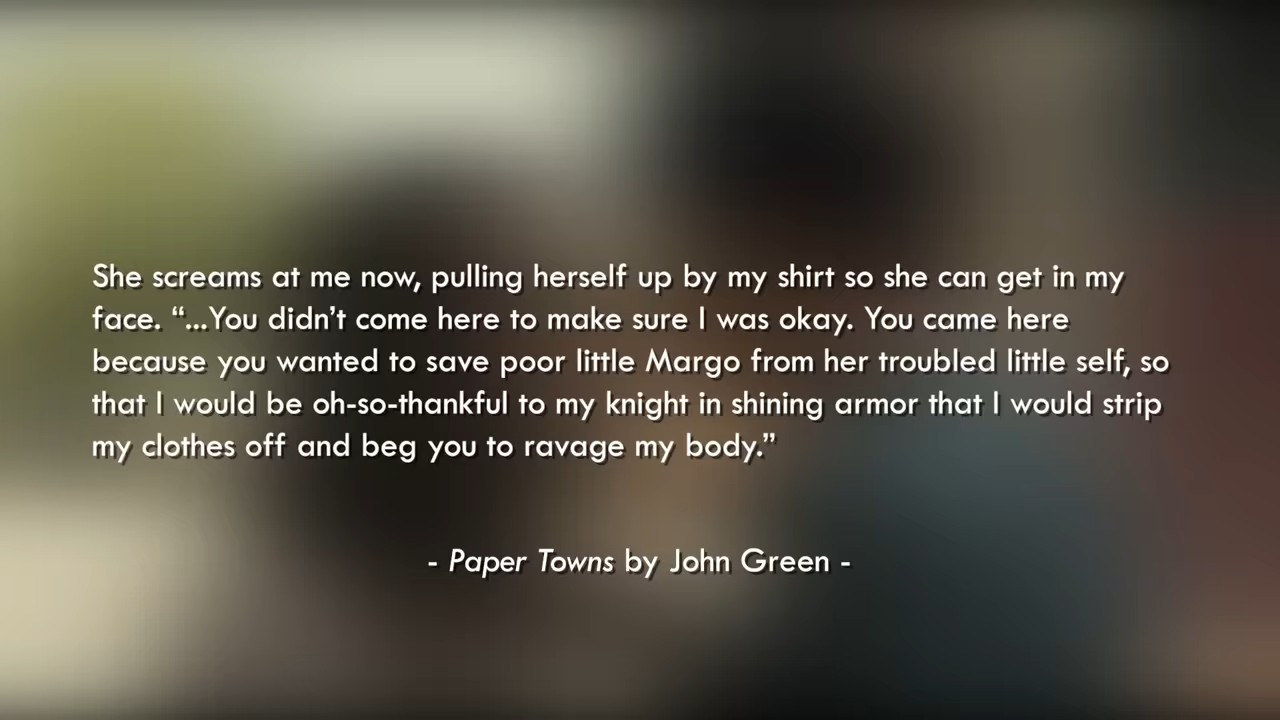 She screams at me now, pulling herself up by my shirt so she can get in my
face. “...You didn’t come here to make sure I was okay. You came here
because you wanted to save poor little Margo from her troubled little self, so
that I would be oh-so-thankful to my knight in shining armor that I would strip
my clothes off and beg you to ravage my body.”
- Paper Towns by John Green -